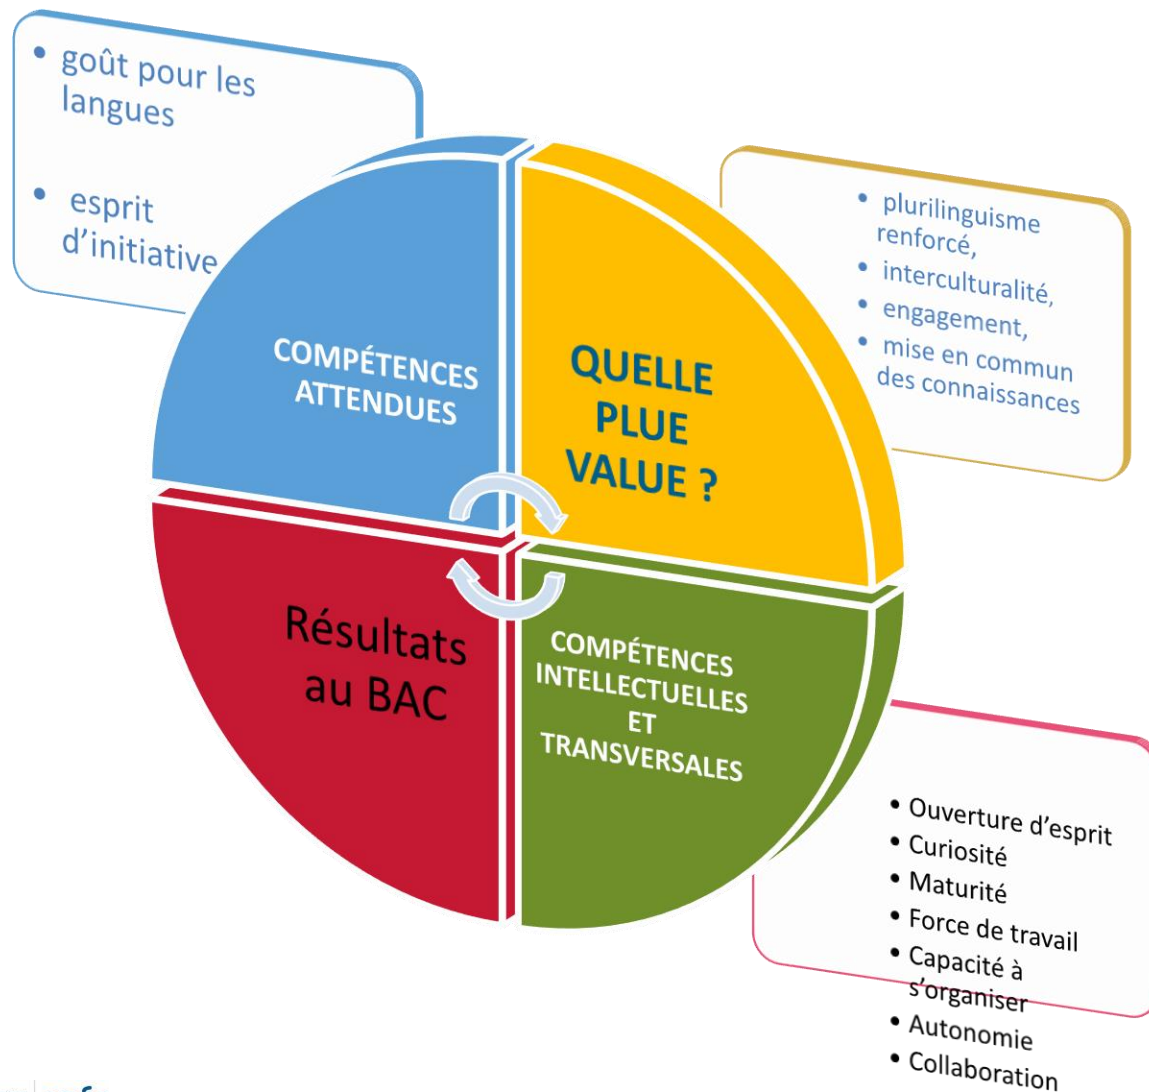 • goût pour les
langues
• esprit
d'initiative
COMPÉTENCES
ATTENDUES
QUELLE
PLUE
VALUE ?
• plurilinguisme
renforcé,
• interculturalité,
• engagement,
• mise en commun
des connaissances
Résultats
au BAC
COMPÉTENCES
INTELLECTUELLES
ET
TRANSVERSALES
• Ouverture d'esprit
• Curiosité
• Maturité
• Force de travail
• Capacité à
s'organiser
• Autonomie
• Collaboration